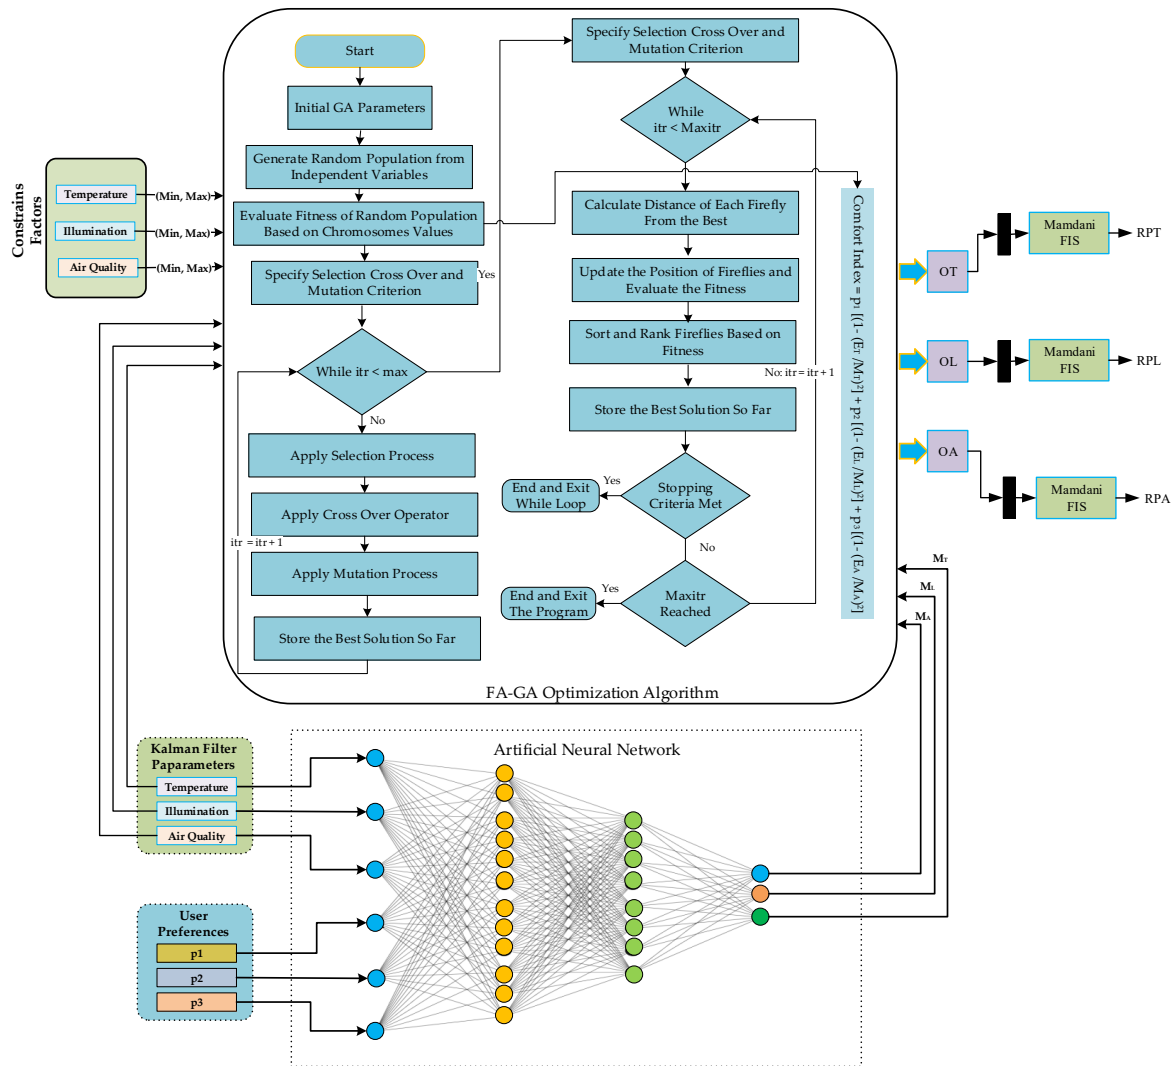 Start
Initial GA Parameters
Generate Random Population from
Independent Variables
Evaluate Fitness of Random Population
Based on Chromosomes Values
Specify Selection Cross Over and
Mutation Criterion
Yes
While itr < max
No
Apply Selection Process
Apply Cross Over Operator
itr = itr + 1
Apply Mutation Process
Store the Best Solution So Far
Specify Selection Cross Over and
Mutation Criterion
While
itr < Maxitr
Calculate Distance of Each Firefly
From the Best
Update the Position of Fireflies and
Evaluate the Fitness
Sort and Rank Fireflies Based on
Fitness
No: itr = itr + 1
Store the Best Solution So Far
Stopping
Criteria Met
Yes
End and Exit
While Loop
No
Maxitr
Reached
Yes
End and Exit
The Program
Comfort Index = p1 [(1- (ET /MT)²] + p2 [(1- (EL /ML)²] + p3 [(1- (EA /MA)²]
FA-GA Optimization Algorithm
Constrains
Factors
Temperature
(Min, Max)
Illumination
(Min, Max)
Air Quality
(Min, Max)
OT
Mamdani
FIS
RPT
OL
Mamdani
FIS
RPL
OA
Mamdani
FIS
RPA
MT
ML
MA
Kalman Filter
Paparameters
Temperature
Illumination
Air Quality
User
Preferences
p1
p2
p3
Artificial Neural Network